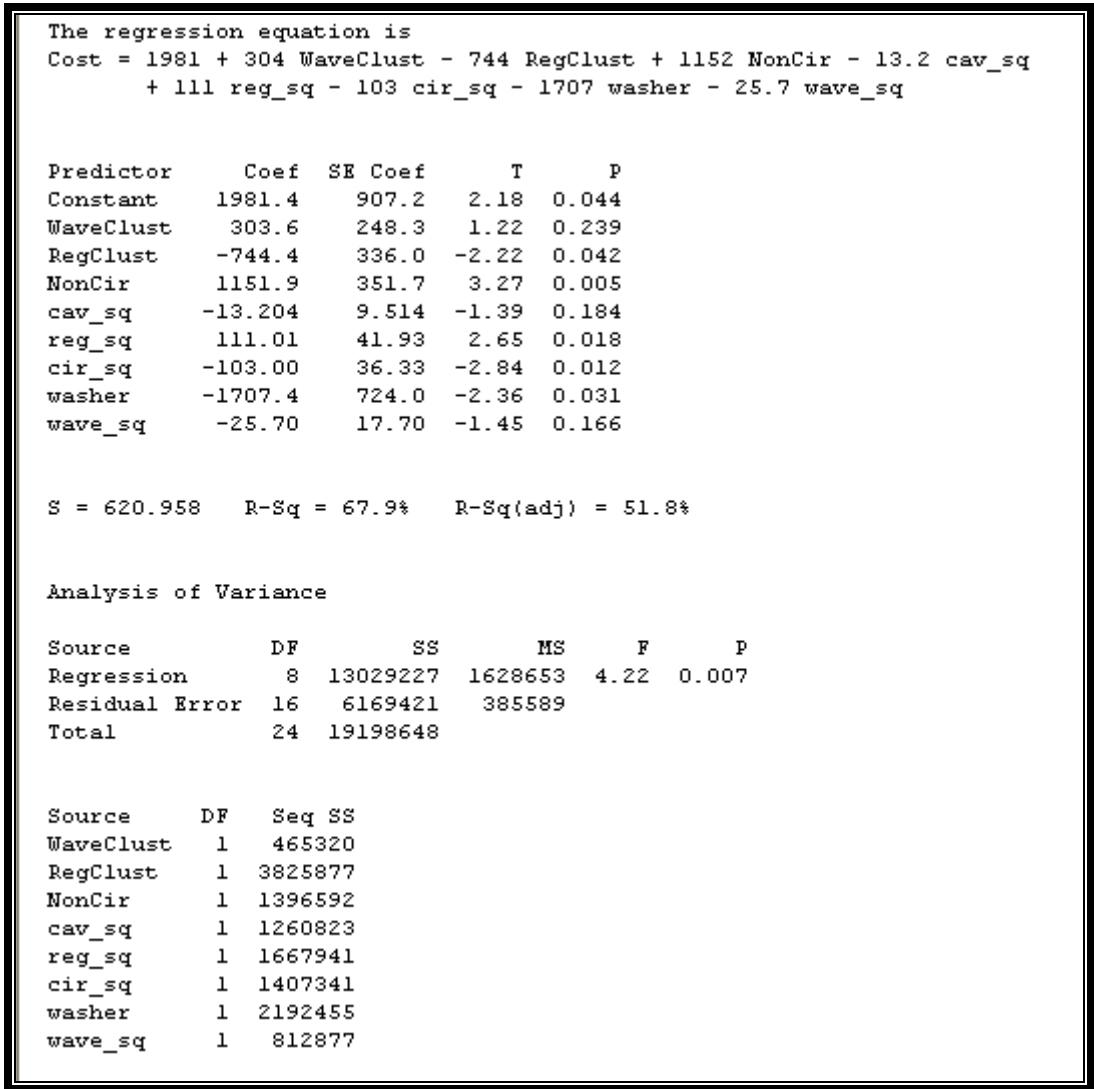 The regression equation is
Cost = 1981 + 304 WaveClust - 744 RegClust + 1152 NonCir - 13.2 cav_sq
+ 111 reg_sq - 103 cir_sq - 1707 washer - 25.7 wave_sq
Predictor Coef SE Coef T P
Constant 1981.4 907.2 2.18 0.044
WaveClust 303.6 248.3 1.22 0.239
RegClust -744.4 336.0 -2.22 0.042
NonCir 1151.9 351.7 3.27 0.005
cav_sq -13.204 9.514 -1.39 0.184
reg_sq 111.01 41.93 2.65 0.018
cir_sq -103.00 36.33 -2.84 0.012
washer -1707.4 724.0 -2.36 0.031
wave_sq -25.70 17.70 -1.45 0.166
S = 620.958 R-Sq = 67.9% R-Sq(adj) = 51.8%
Analysis of Variance
Source DF SS MS F P
Regression 8 13029227 1628653 4.22 0.007
Residual Error 16 6169421 385589
Total 24 19198648
Source DF Seq SS
WaveClust 1 465320
RegClust 1 3825877
NonCir 1 1396592
cav_sq 1 1260823
reg_sq 1 1667941
cir_sq 1 1407341
washer 1 2192455
wave_sq 1 812877